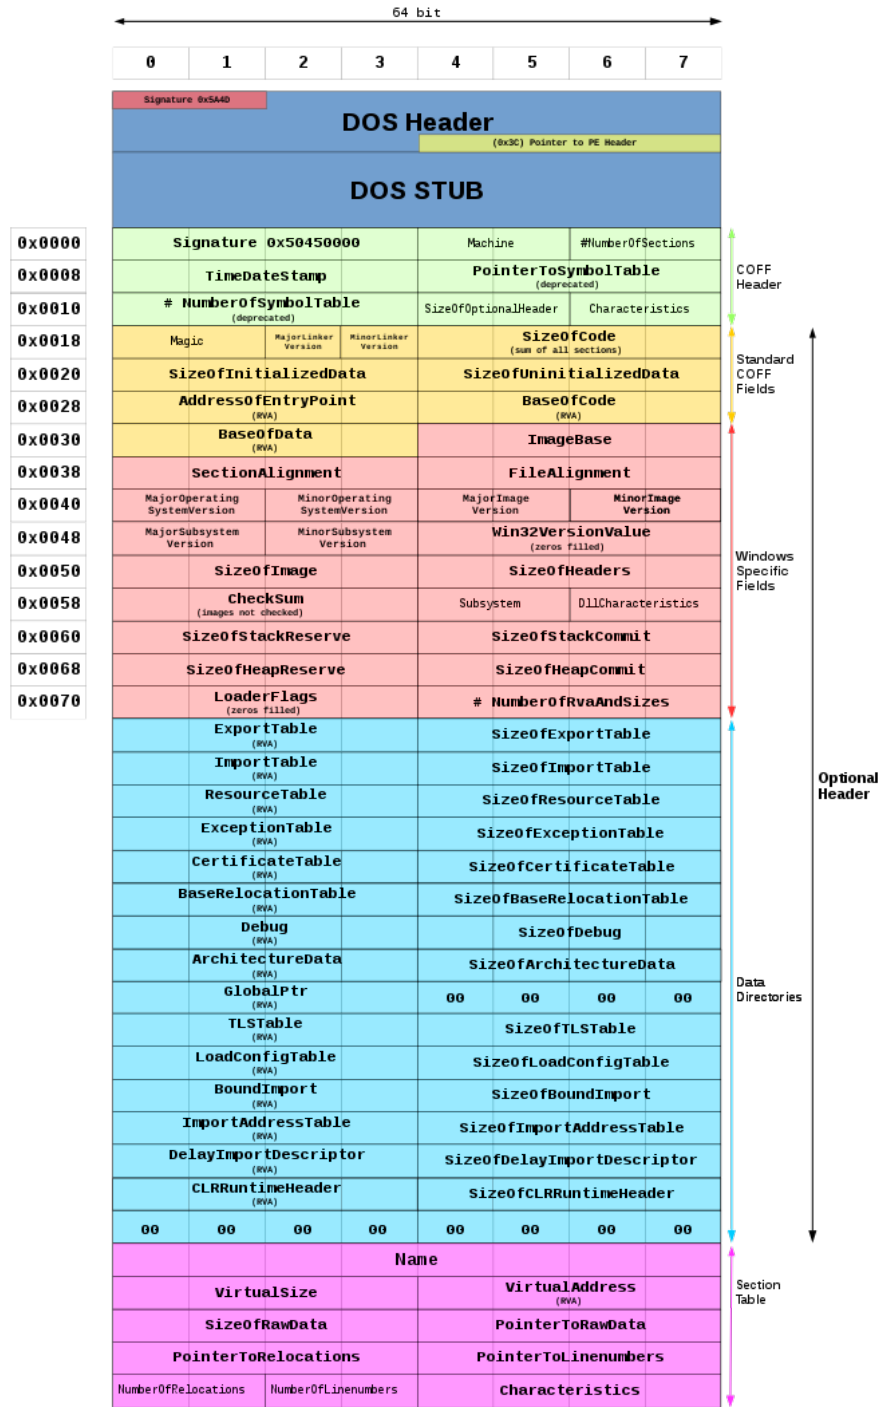 64 bit
0 1 2 3 4 5 6 7
Signature 0x5A4D
DOS Header
(0x3C) Pointer to PE Header
DOS STUB
0x0000 Signature 0x50450000 Machine #NumberOfSections
0x0008 TimeDateStamp PointerToSymbolTable
(deprecated)
COFF
Header
0x0010 # NumberOfSymbolTable SizeOfOptionalHeader Characteristics
(deprecated)
0x0018 Magic MajorLinker MinorLinker SizeOfCode
Version Version (sum of all sections)
Standard
COFF
Fields
0x0020 SizeOfInitializedData SizeOfUninitializedData
0x0028 AddressOfEntryPoint BaseOfCode
(RVA) (RVA)
0x0030 BaseOfData ImageBase
(RVA)
0x0038 SectionAlignment FileAlignment
0x0040 MajorOperating MinorOperating MajorImage MinorImage
SystemVersion SystemVersion Version Version
0x0048 MajorSubsystem MinorSubsystem Win32VersionValue
Version Version (zeros filled)
Windows
Specific
Fields
0x0050 SizeOfImage SizeOfHeaders
0x0058 CheckSum Subsystem DllCharacteristics
(images not checked)
0x0060 SizeOfStackReserve SizeOfStackCommit
0x0068 SizeOfHeapReserve SizeOfHeapCommit
0x0070 LoaderFlags # NumberOfRvaAndSizes
(zeros filled)
ExportTable SizeOfExportTable
(RVA)
ImportTable SizeOfImportTable
(RVA)
Optional
Header
ResourceTable SizeOfResourceTable
(RVA)
ExceptionTable SizeOfExceptionTable
(RVA)
CertificateTable SizeOfCertificateTable
(RVA)
BaseRelocationTable SizeOfBaseRelocationTable
(RVA)
Debug SizeOfDebug
(RVA)
ArchitectureData SizeOfArchitectureData
(RVA)
Data
Directories
GlobalPtr 00 00 00 00
(RVA)
TLSTable SizeOfTLSTable
(RVA)
LoadConfigTable SizeOfLoadConfigTable
(RVA)
BoundImport SizeOfBoundImport
(RVA)
ImportAddressTable SizeOfImportAddressTable
(RVA)
DelayImportDescriptor SizeOfDelayImportDescriptor
(RVA)
CLRRuntimeHeader SizeOfCLRRuntimeHeader
(RVA)
00 00 00 00 00 00 00 00
Name
VirtualSize VirtualAddress
(RVA)
Section
Table
SizeOfRawData PointerToRawData
PointerToRelocations PointerToLinenumbers
NumberOfRelocations NumberOfLinenumbers Characteristics